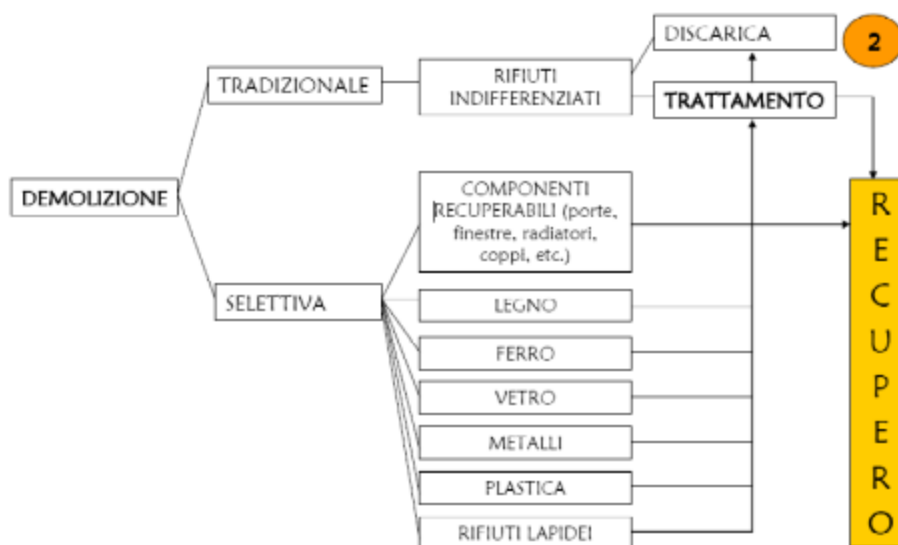 DISCARICA
2
TRADIZIONALE
RIFIUTI
INDIFFERENZIATI
TRATTAMENTO
DEMOLIZIONE
COMPONENTI
RECUPERABILI (porte,
finestre, radiatori,
coppi, etc.)
SELETTIVA
LEGNO
FERRO
VETRO
METALLI
PLASTICA
RIFIUTI LAPIDEI
R
E
C
U
P
E
R
O